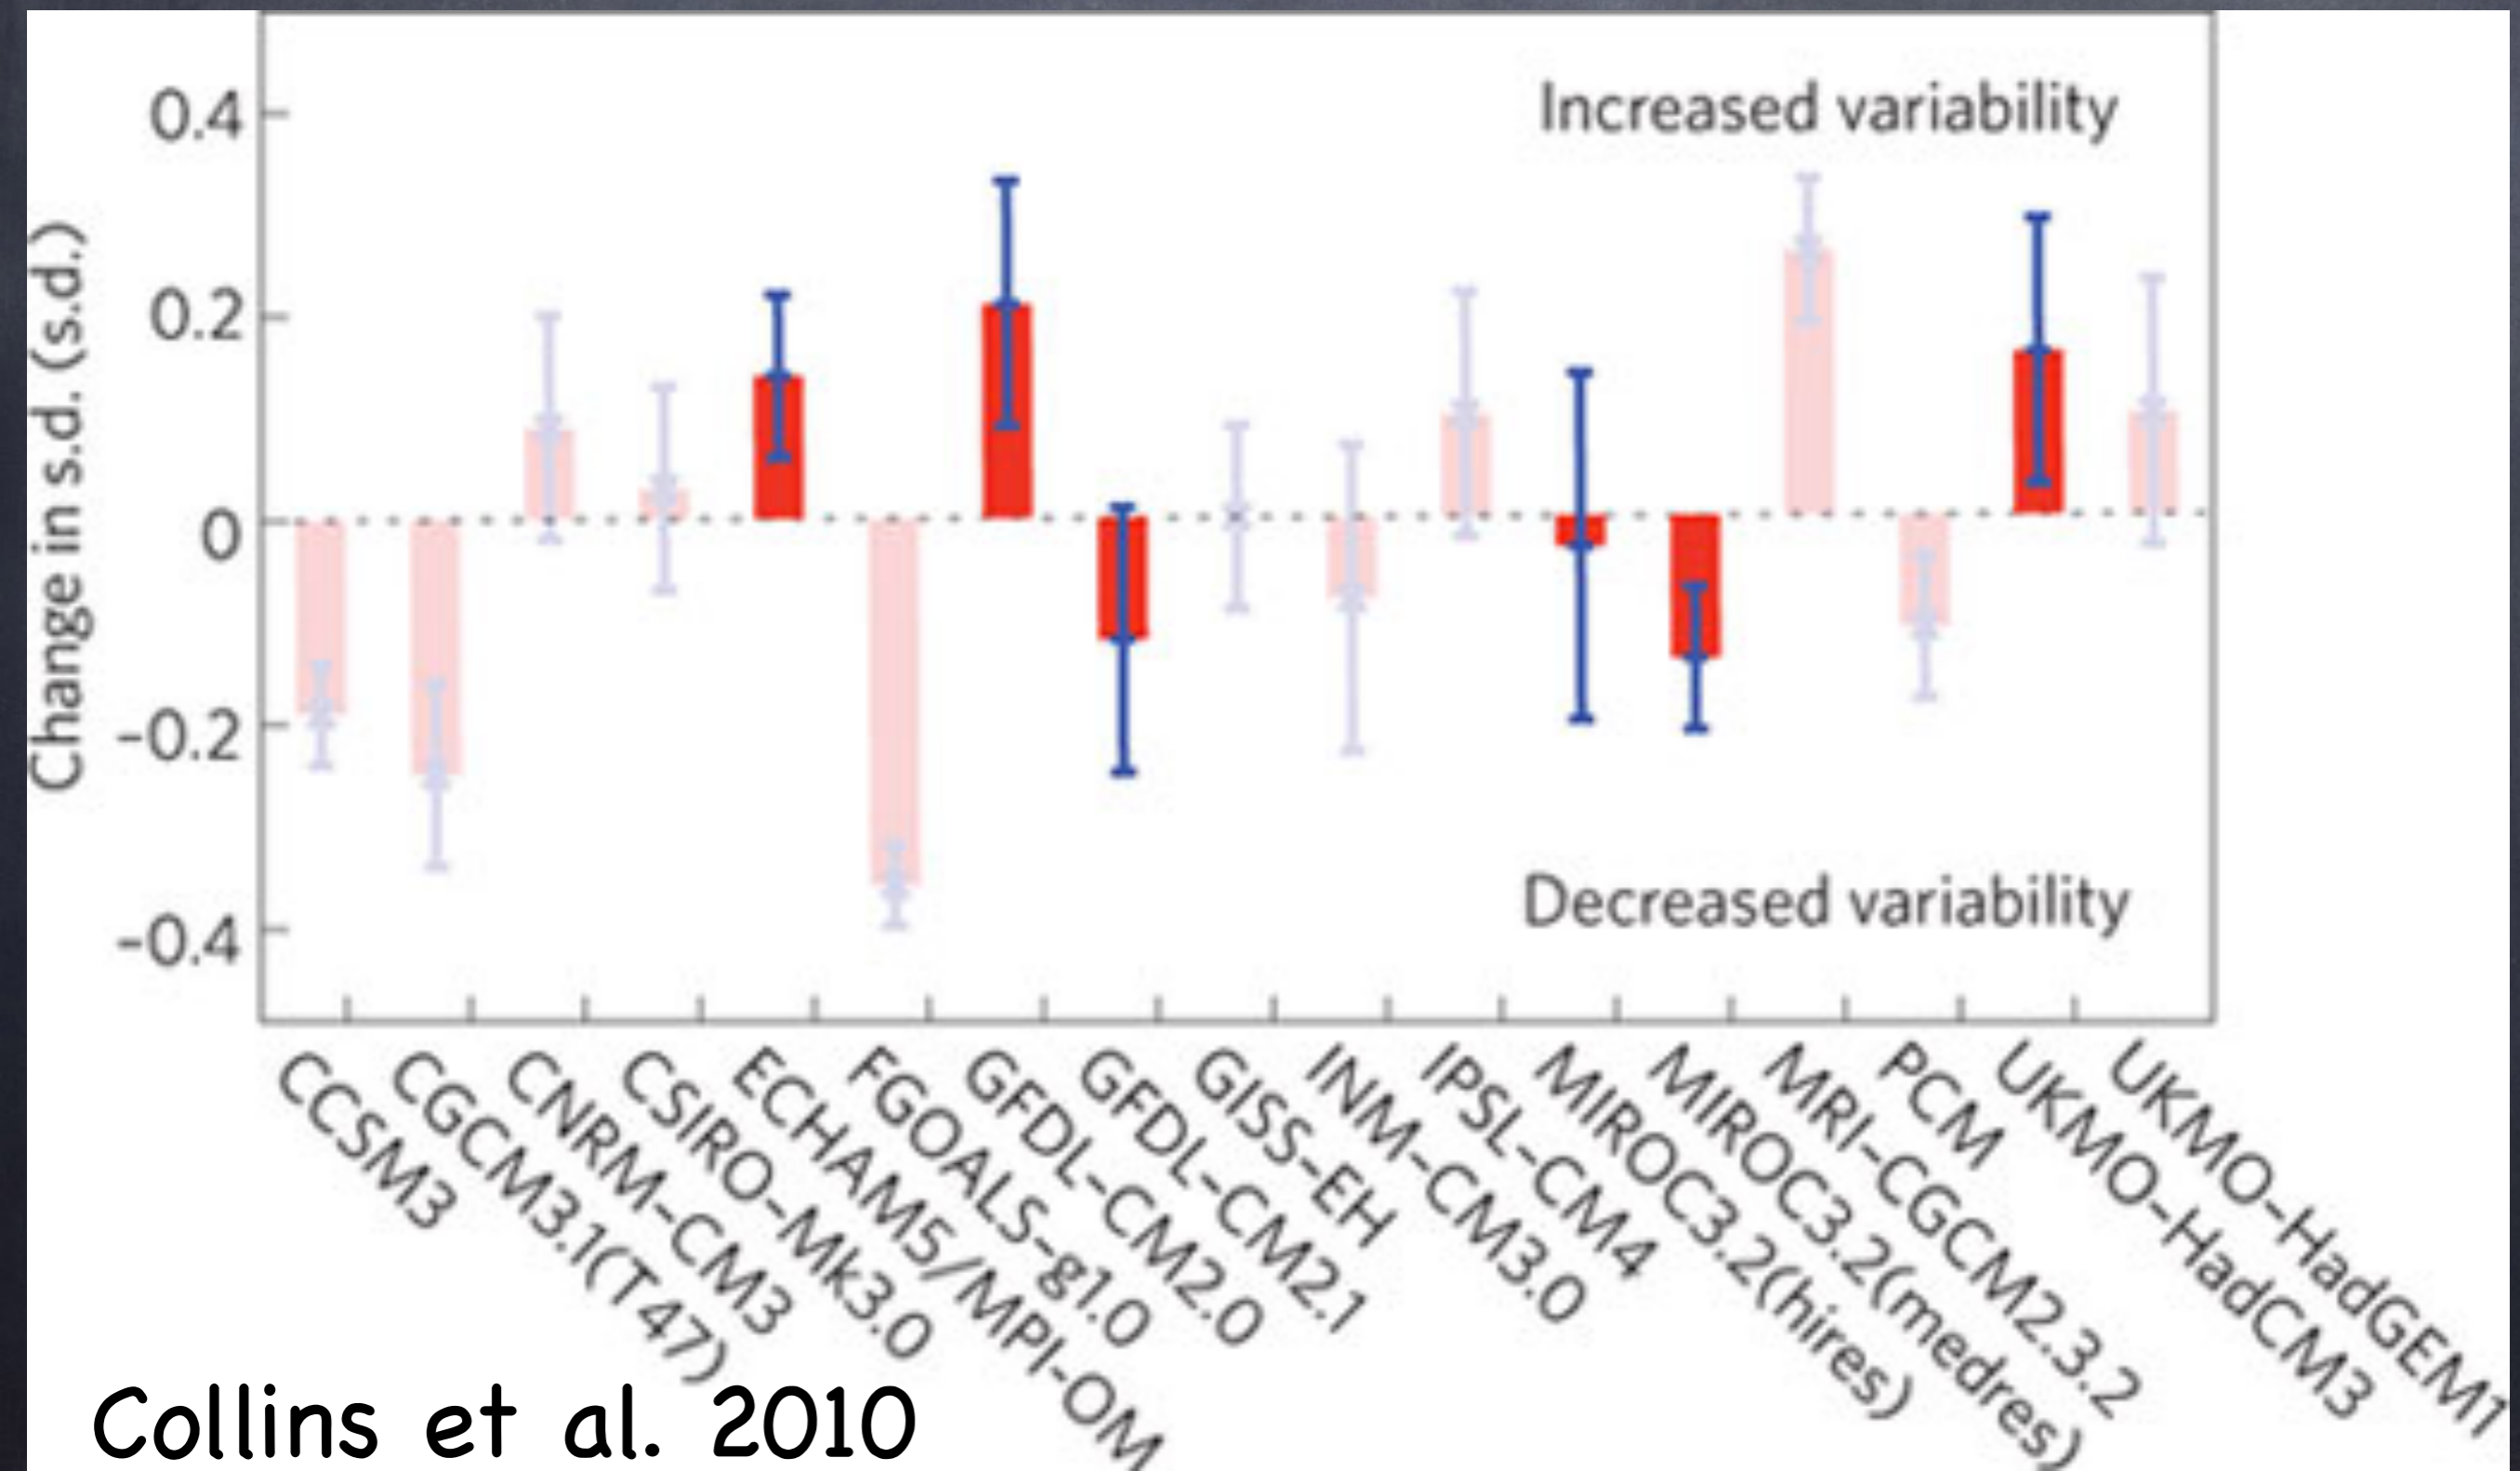 Change in s.d. (s.d.)
0.4
0.2
0
-0.2
-0.4
Increased variability
Decreased variability
CCSM3
CGCM3.1(T47)
CNRM-CM3
CSIRO-Mk3.0
ECHAM5/MPI-OM
FGOALS-g1.0
GFDL-CM2.0
GFDL-CM2.1
GISS-EH
INM-CM3.0
IPSL-CM4
MIROC3.2(hires)
MIROC3.2(medres)
MRI-CGCM2.3.2
PCM
UKMO-HadCM3
UKMO-HadGEM1
Collins et al. 2010